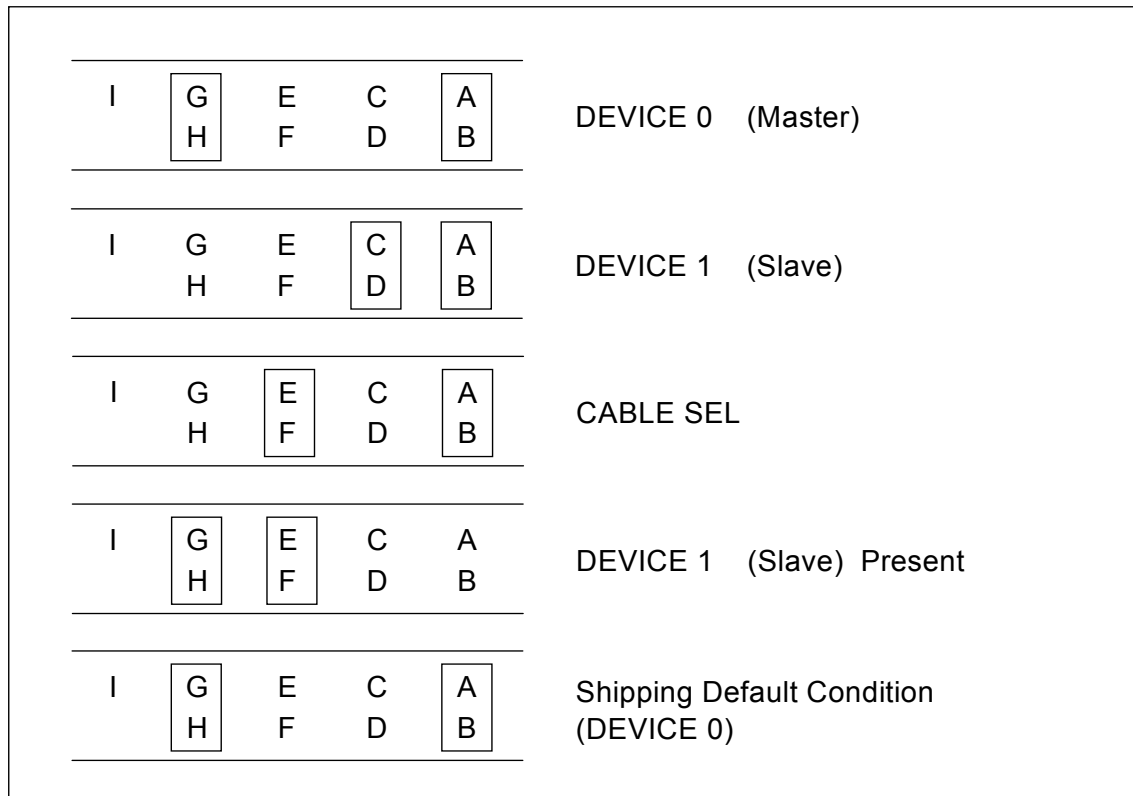 I G E C A
H F D B
DEVICE 0 (Master)
I G E C A
H F D B
DEVICE 1 (Slave)
I G E C A
H F D B
CABLE SEL
I G E C A
H F D B
DEVICE 1 (Slave) Present
I G E C A
H F D B
Shipping Default Condition
(DEVICE 0)